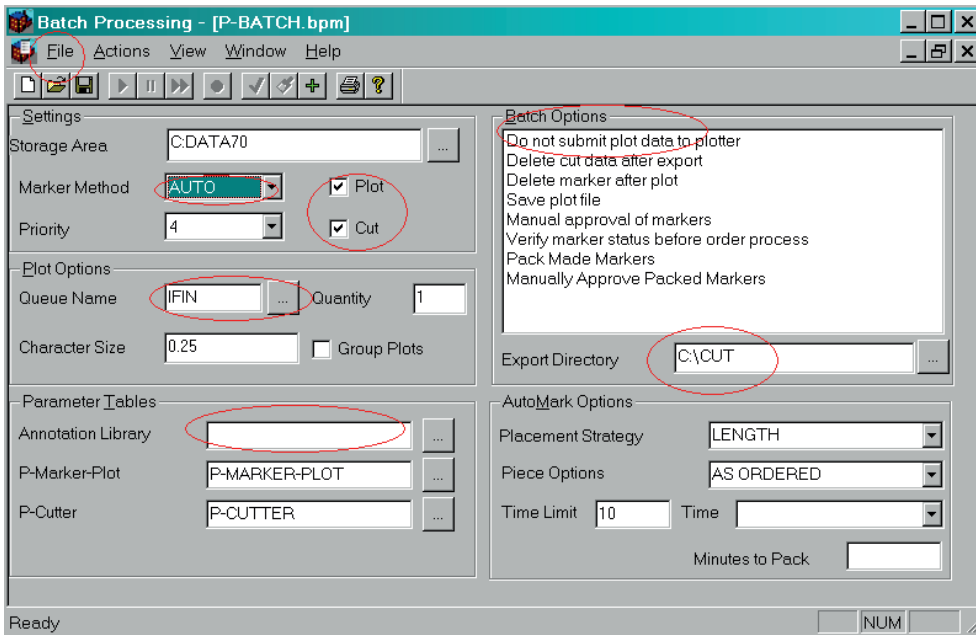 Batch Processing - [P-BATCH.bpm]
File Actions View Window Help
Settings
Storage Area C:DATA70 ...
Marker Method AUTO Plot
Priority 4 Cut
Plot Options
Queue Name IFIN ... Quantity 1
Character Size 0.25 Group Plots
Parameter Tables
Annotation Library ...
P-Marker-Plot P-MARKER-PLOT ...
P-Cutter P-CUTTER ...
Batch Options
Do not submit plot data to plotter
Delete cut data after export
Delete marker after plot
Save plot file
Manual approval of markers
Verify marker status before order process
Pack Made Markers
Manually Approve Packed Markers
Export Directory C:\CUT ...
AutoMark Options
Placement Strategy LENGTH
Piece Options AS ORDERED
Time Limit 10 Time
Minutes to Pack
Ready NUM